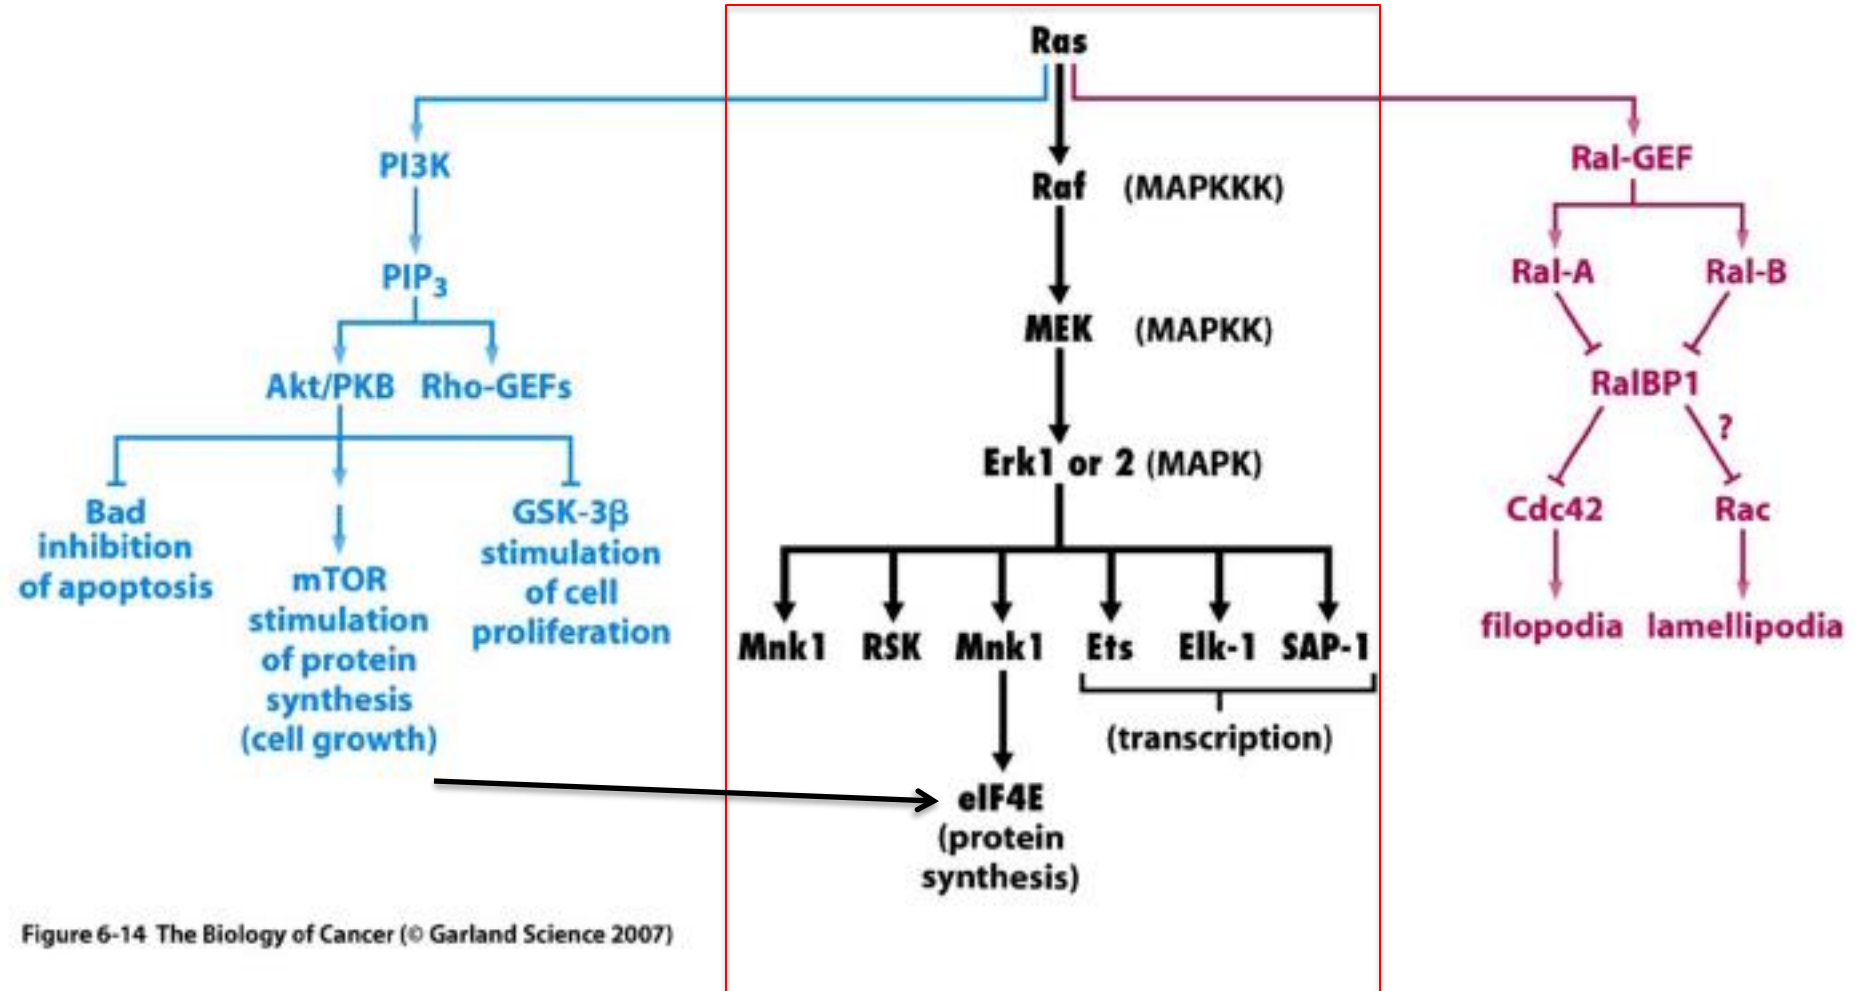 Ras
PI3K
PIP3
Akt/PKB Rho-GEFs
Bad
inhibition
of apoptosis
mTOR
stimulation
of protein
synthesis
(cell growth)
GSK-3β
stimulation
of cell
proliferation
Raf (MAPKKK)
MEK (MAPKK)
Erk1 or 2 (MAPK)
Mnk1 RSK Mnk1 Ets Elk-1 SAP-1
(transcription)
eIF4E
(protein
synthesis)
Ral-GEF
Ral-A Ral-B
RalBP1
?
Cdc42 Rac
filopodia lamellipodia
Figure 6-14 The Biology of Cancer (© Garland Science 2007)